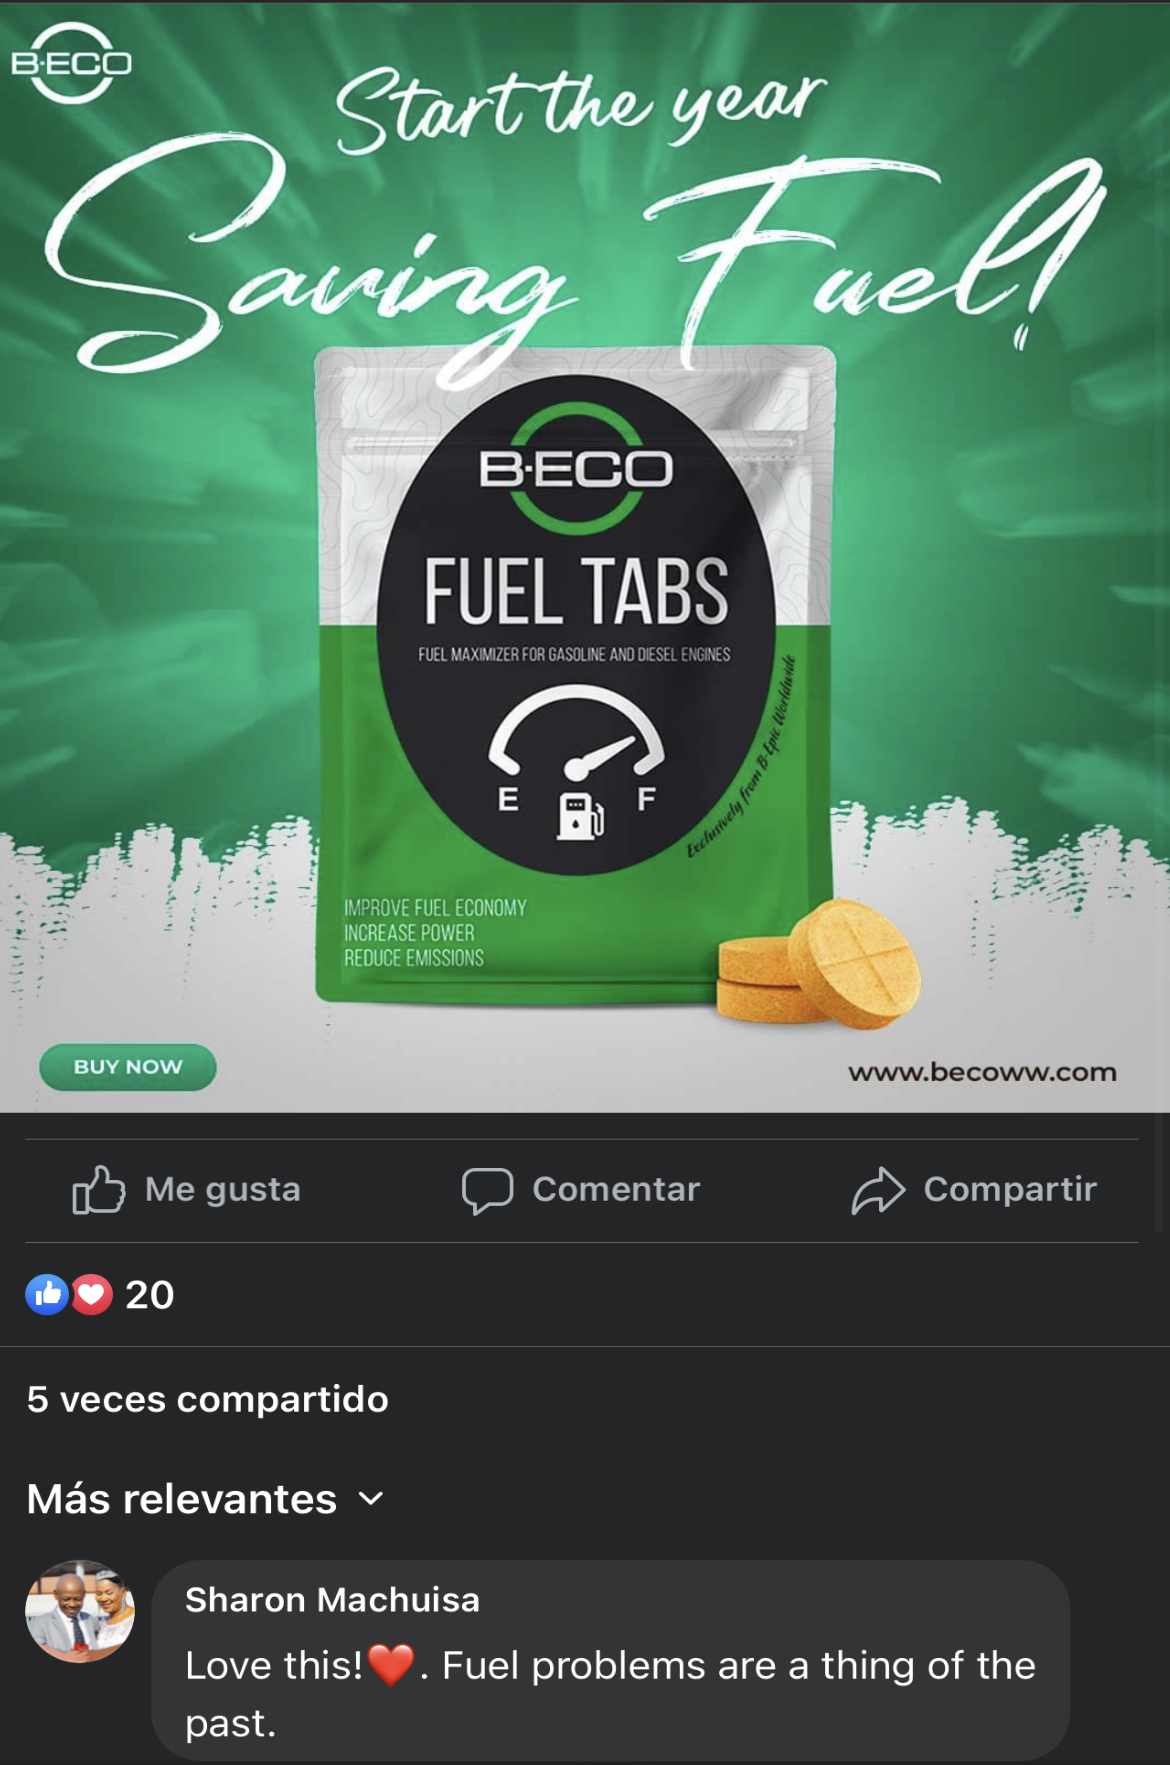 B·ECO
Start the year
Saving Fuel!
B·ECO
FUEL TABS
FUEL MAXIMIZER FOR GASOLINE AND DIESEL ENGINES
E F
Exclusively from B-Epic Worldwide
IMPROVE FUEL ECONOMY
INCREASE POWER
REDUCE EMISSIONS
BUY NOW
www.becoww.com
Me gusta
Comentar
Compartir
20
5 veces compartido
Más relevantes
Sharon Machuisa
Love this!❤️. Fuel problems are a thing of the
past.